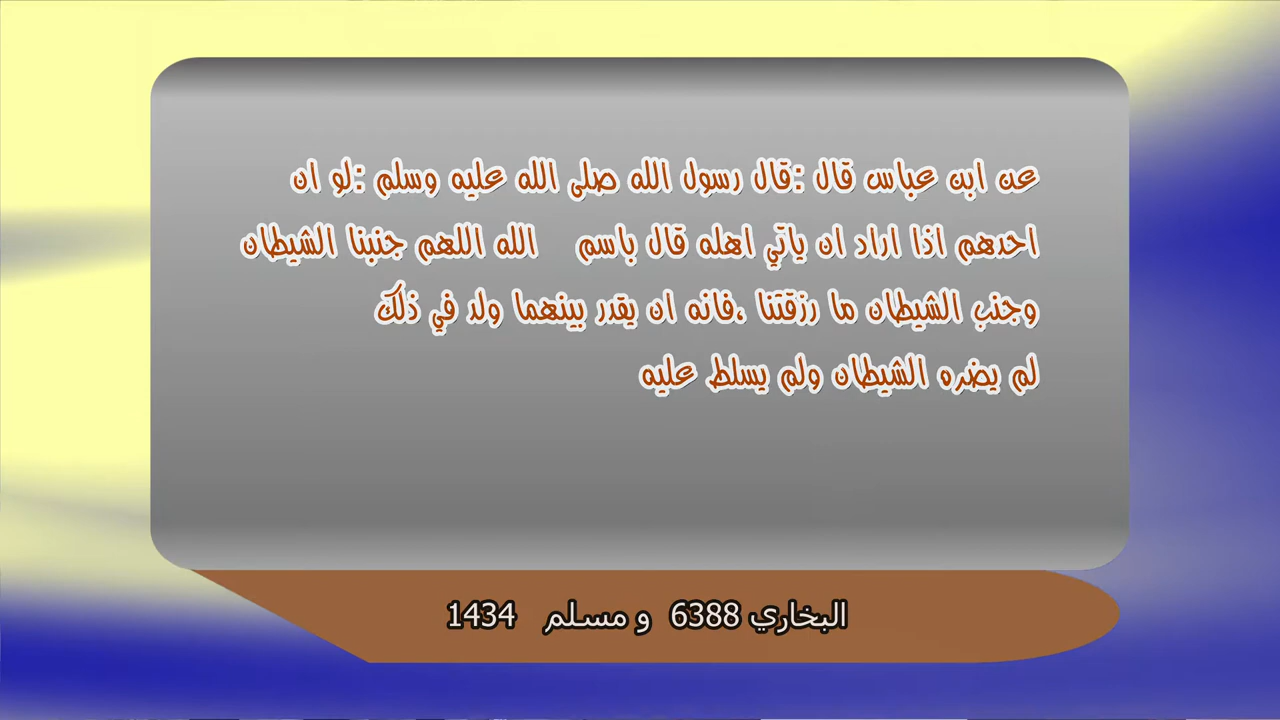 عن ابن عباس قال :قال رسول الله صلى الله عليه وسلم :لو ان
احدهم اذا اراد ان ياتي اهله قال باسم الله اللهم جنبنا الشيطان
وجنب الشيطان ما رزقتنا ،فانه ان يقدر بينهما ولد في ذلك
لم يضره الشيطان ولم يسلط عليه
البخاري 6388 و مسلم 1434